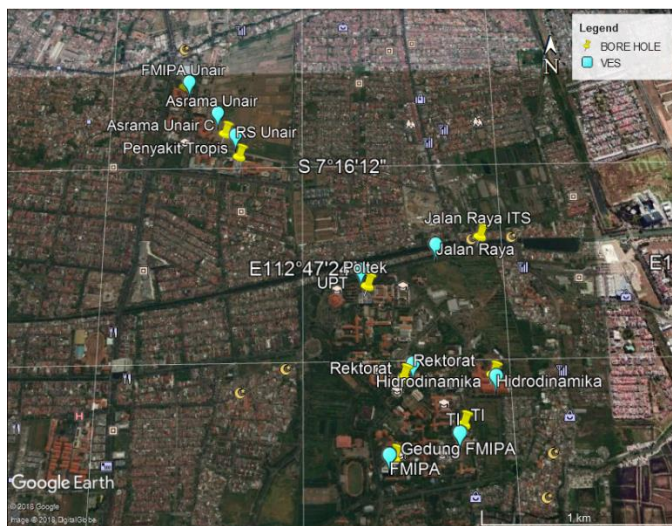 Legend
BORE HOLE
VES
N
FMIPA Unair
Asrama Unair
Asrama Unair C
RS Unair
Penyakit-Tropis
S 7°16'12"
Jalan Raya ITS
Jalan Raya
E112°47'24"
E1
Poltek
UPT
Rektorat
Rektorat
Hidrodinamika
Hidrodinamika
TI
TI
Gedung FMIPA
FMIPA
Google Earth
© 2018 Google
Image © 2018 DigitalGlobe
1 km